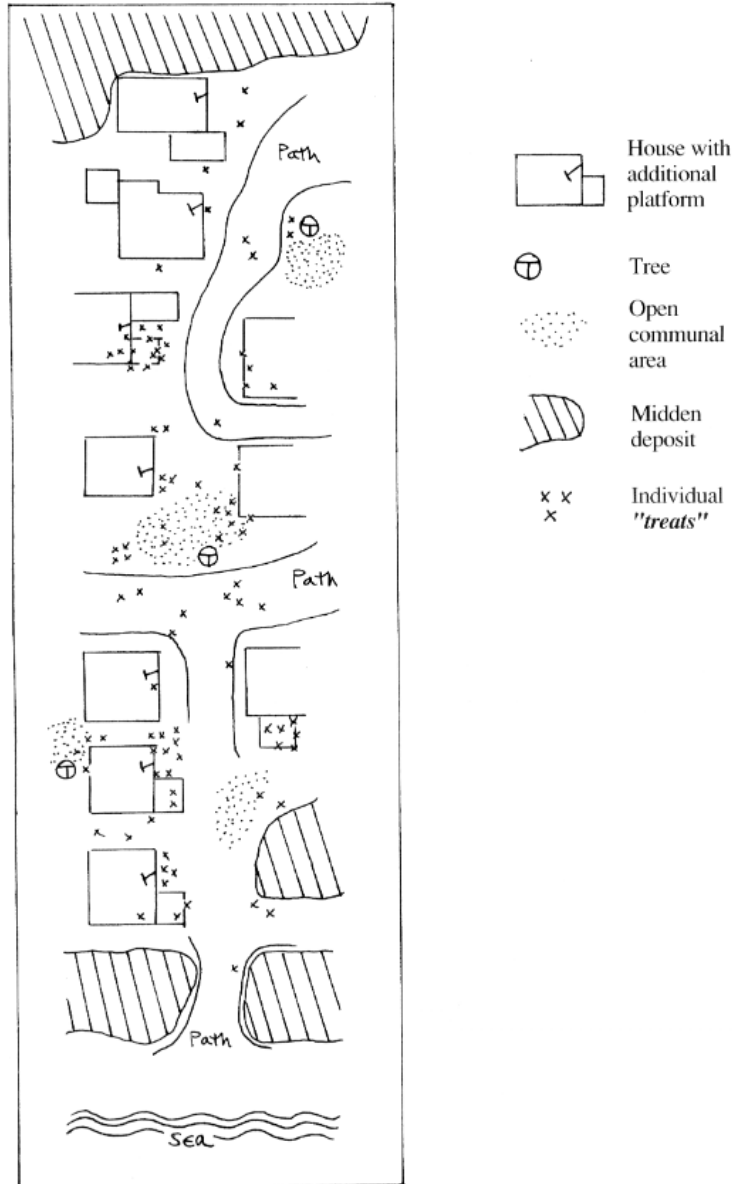 Path
Path
Path
Sea
House with
additional
platform
Tree
Open
communal
area
Midden
deposit
Individual
"treats"